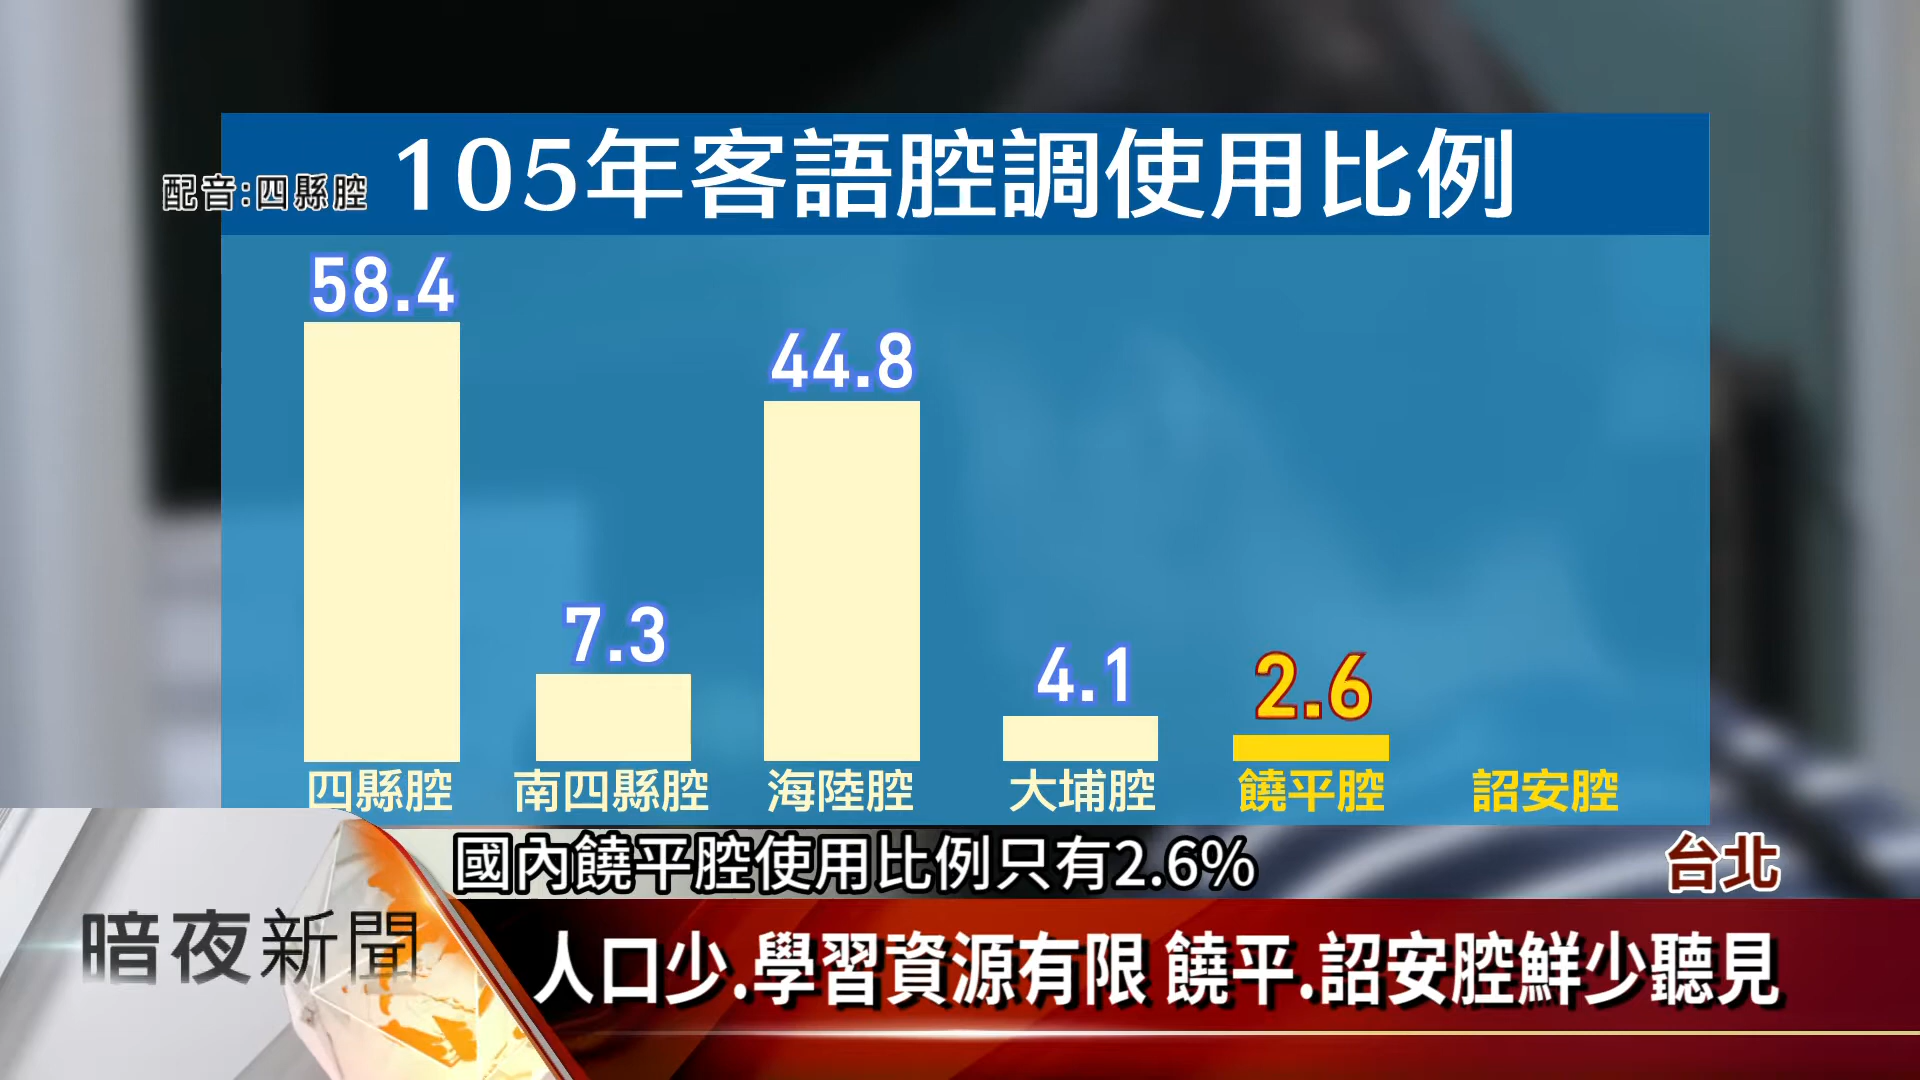 105年客語腔調使用比例
配音:四縣腔
58.4
7.3
44.8
4.1
2.6
四縣腔
南四縣腔
海陸腔
大埔腔
饒平腔
詔安腔
國內饒平腔使用比例只有2.6%
台北
暗夜新聞
人口少.學習資源有限 饒平.詔安腔鮮少聽見